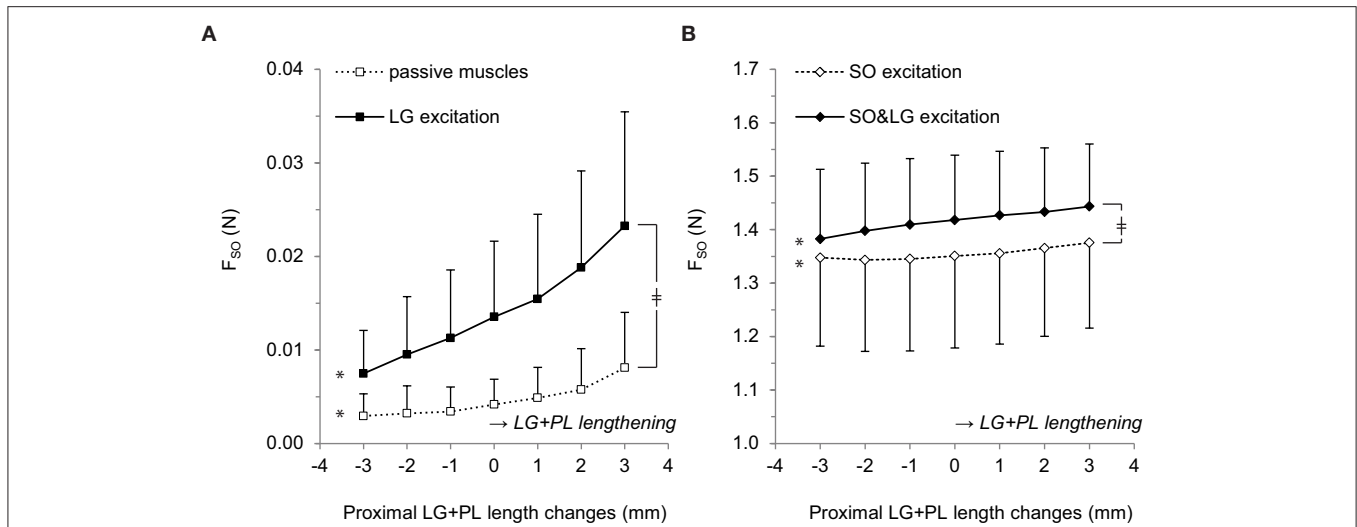 A
passive muscles
LG excitation
F_SO (N)
0.04
0.03
0.02
0.01
0.00
*
*
‡
→ LG+PL lengthening
-4 -3 -2 -1 0 1 2 3 4
Proximal LG+PL length changes (mm)
B
SO excitation
SO&LG excitation
F_SO (N)
1.7
1.6
1.5
1.4
1.3
1.2
1.1
1.0
*
*
‡
→ LG+PL lengthening
-4 -3 -2 -1 0 1 2 3 4
Proximal LG+PL length changes (mm)